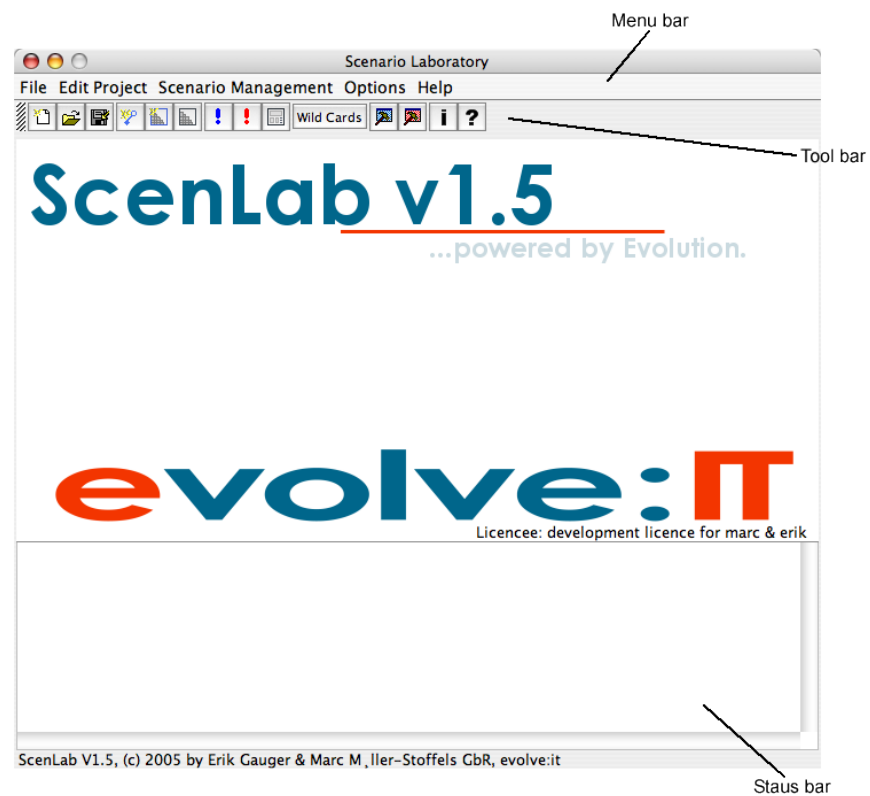 Menu bar
Scenario Laboratory
File Edit Project Scenario Management Options Help
Wild Cards i ?
Tool bar
ScenLab v1.5
...powered by Evolution.
evolve:IT
Licencee: development licence for marc & erik
ScenLab V1.5, (c) 2005 by Erik Gauger & Marc M¸ller-Stoffels GbR, evolve:it
Staus bar